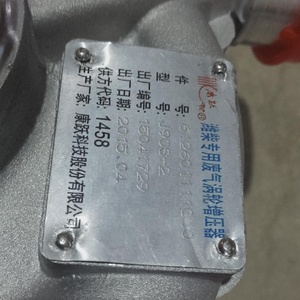 潍柴专用废气涡轮增压器
件 号:
型 号:
出厂编号:
出厂日期: 2015.04
供方代码: 1458
生产厂家: 康跃科技股份有限公司